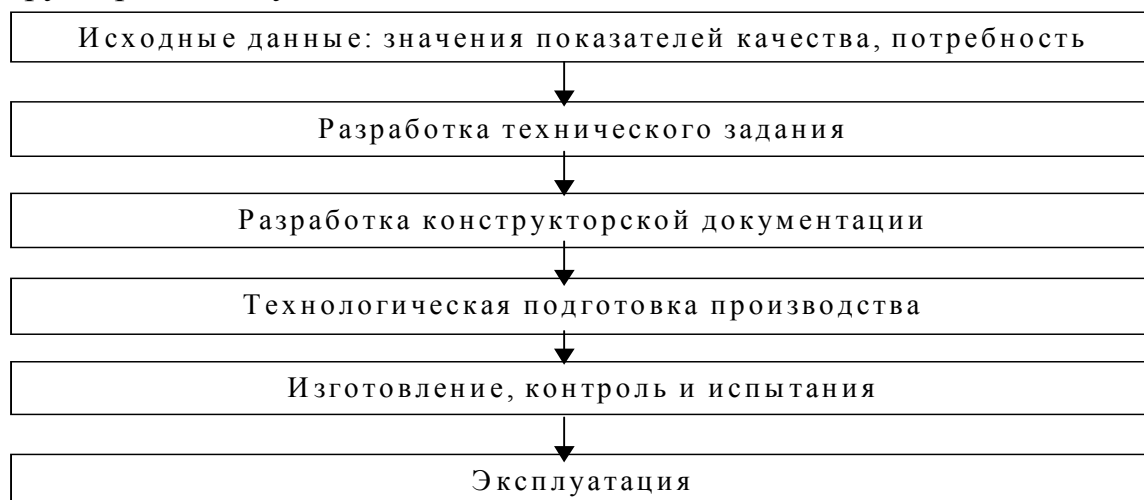 Исходные данные: значения показателей качества, потребность
Разработка технического задания
Разработка конструкторской документации
Технологическая подготовка производства
Изготовление, контроль и испытания
Эксплуатация